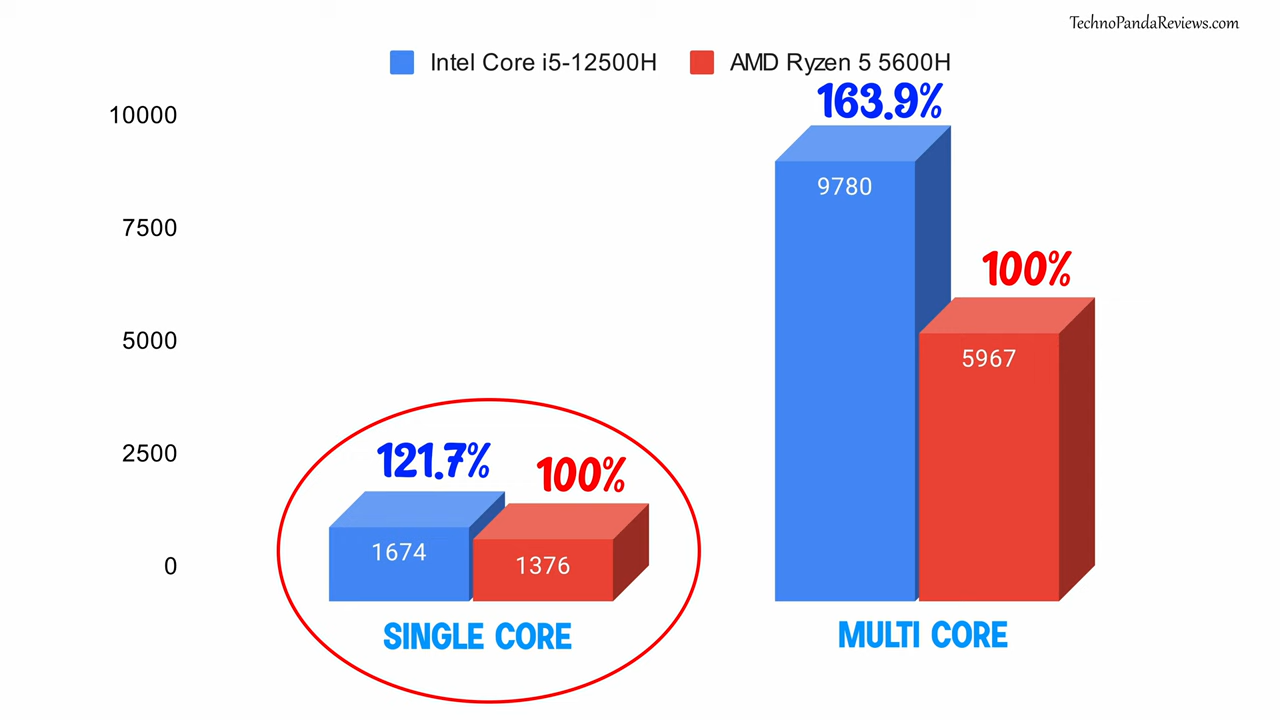 TechnoPandaReviews.com
Intel Core i5-12500H
AMD Ryzen 5 5600H
163.9%
10000
9780
7500
100%
5000
5967
2500
121.7%
100%
1674
1376
0
SINGLE CORE
MULTI CORE